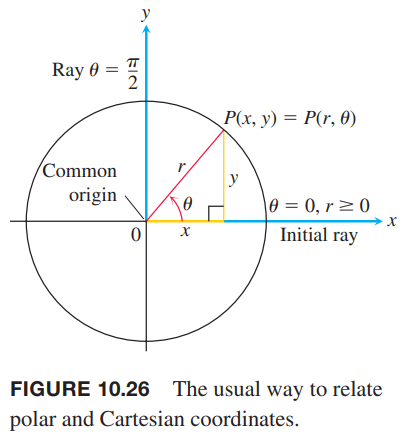 y
Ray θ = π/2
P(x, y) = P(r, θ)
r
Common
origin
y
θ
θ = 0, r ≥ 0
x
0
x
Initial ray
FIGURE 10.26 The usual way to relate
polar and Cartesian coordinates.